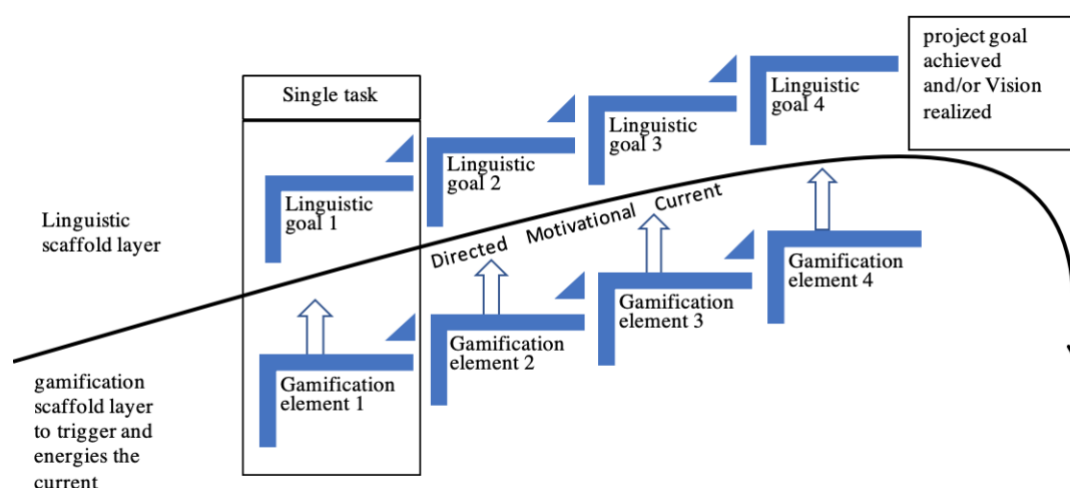 project goal
achieved
and/or Vision
realized
Single task
Linguistic
goal 4
Linguistic
goal 3
Linguistic
goal 2
Linguistic
goal 1
Linguistic
scaffold layer
Directed Motivational Current
Gamification
element 4
Gamification
element 3
Gamification
element 2
Gamification
element 1
gamification
scaffold layer
to trigger and
energies the
current